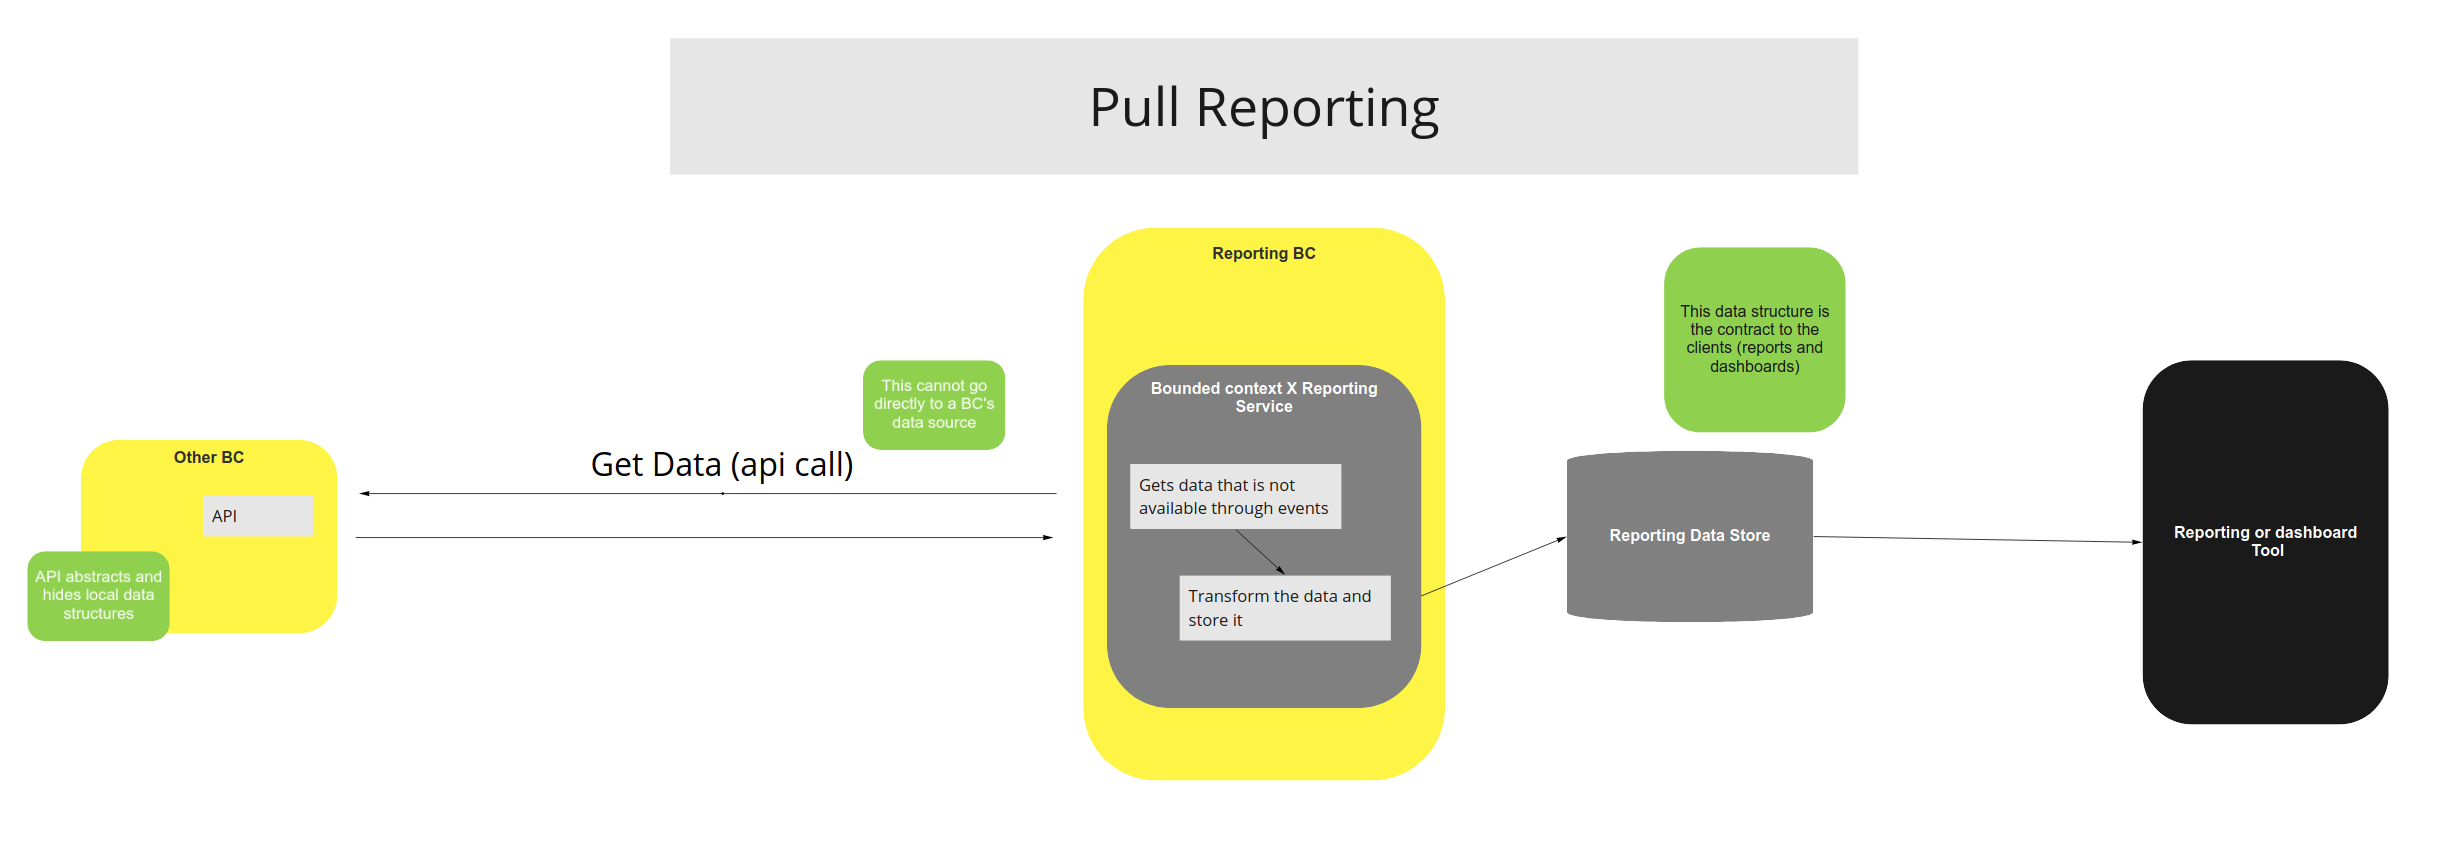 Pull Reporting
Reporting BC
This data structure is
the contract to the
clients (reports and
dashboards)
This cannot go
directly to a BC's
data source
Bounded context X Reporting
Service
Other BC
Get Data (api call)
API
Gets data that is not
available through events
Reporting Data Store
Reporting or dashboard
Tool
API abstracts and
hides local data
structures
Transform the data and
store it